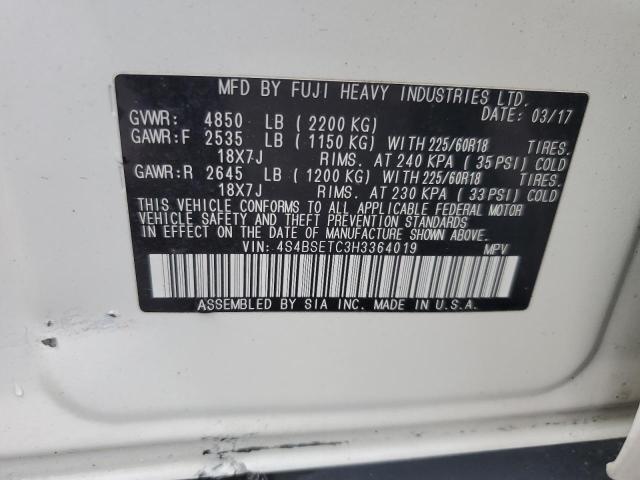 MFD BY FUJI HEAVY INDUSTRIES LTD.
DATE: 03/17
GVWR: 4850 LB ( 2200 KG)
GAWR:F 2535 LB ( 1150 KG) WITH 225/60R18 TIRES.
18X7J RIMS. AT 240 KPA ( 35 PSI) COLD
GAWR:R 2645 LB ( 1200 KG) WITH 225/60R18 TIRES.
18X7J RIMS. AT 230 KPA ( 33 PSI) COLD
THIS VEHICLE CONFORMS TO ALL APPLICABLE FEDERAL MOTOR
VEHICLE SAFETY AND THEFT PREVENTION STANDARDS
IN EFFECT ON THE DATE OF MANUFACTURE SHOWN ABOVE.
VIN: 4S4BSETC3H3364019 MPV
ASSEMBLED BY SIA INC. MADE IN U.S.A.